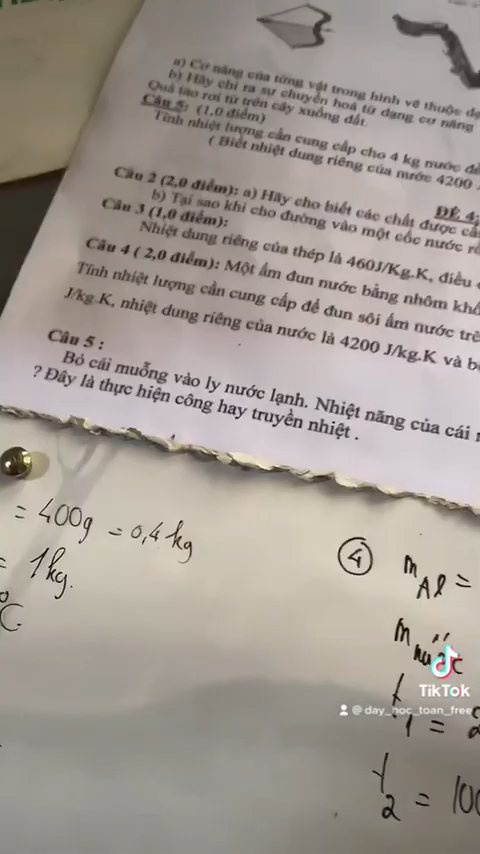 a) Cơ năng của từng vật trong hình vẽ thuộc
b) Hãy chỉ ra sự chuyển hoá từ dạng cơ năng
Quả táo rơi từ trên cây xuống đất.
Câu 5: (1,0 điểm)
Tính nhiệt lượng cần cung cấp cho 4 kg nước
( Biết nhiệt dung riêng của nước 4200
ĐỀ 4:
Câu 2 (2,0 điểm): a) Hãy cho biết các chất được
b) Tại sao khi cho đường vào một cốc nước
Câu 3 (1,0 điểm):
Nhiệt dung riêng của thép là 460J/Kg.K, điều
Câu 4 ( 2,0 điểm): Một ấm đun nước bằng nhôm
Tính nhiệt lượng cần cung cấp để đun sôi ấm nước
J/kg.K, nhiệt dung riêng của nước là 4200 J/kg.K và
Câu 5 :
Bỏ cái muỗng vào ly nước lạnh. Nhiệt năng của cái
? Đây là thực hiện công hay truyền nhiệt .
= 400g = 0,4 kg
= 1kg.
°C
④ m Al =
m nước
t 1 = 2
t 2 = 100
TikTok
@day_hoc_toan_free